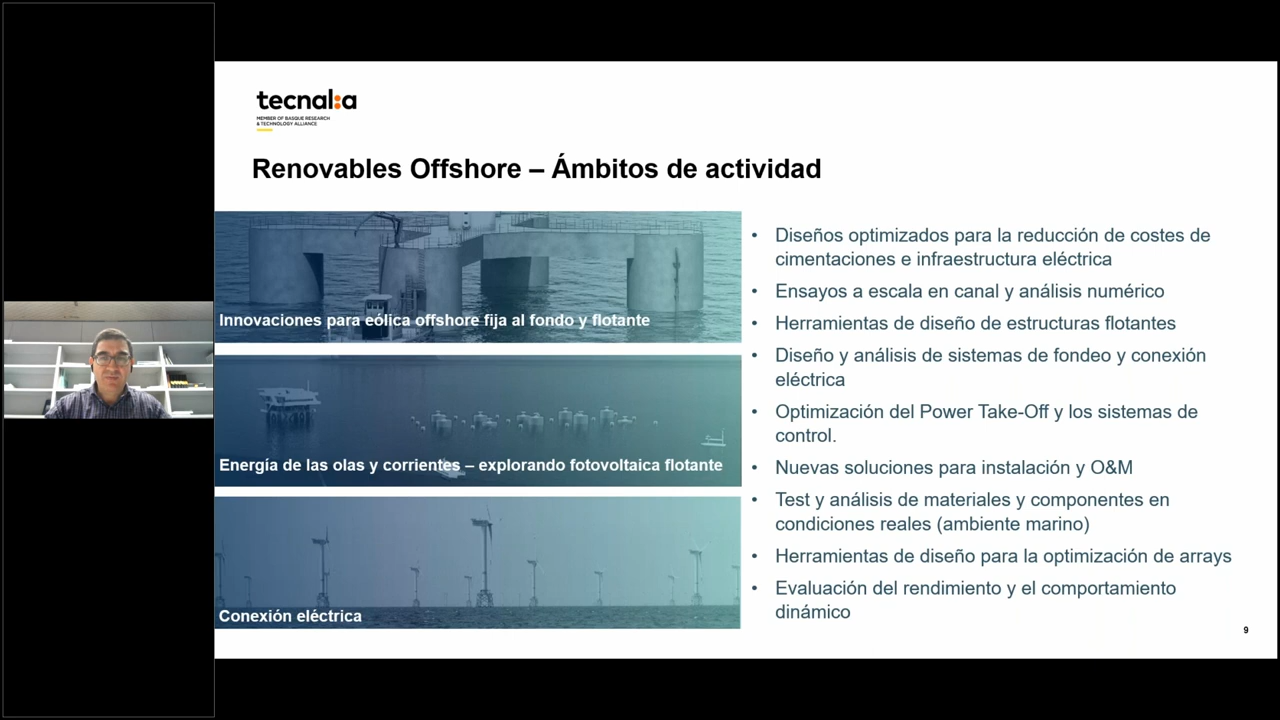 tecnal:a
MEMBER OF BASQUE RESEARCH
& TECHNOLOGY ALLIANCE
Renovables Offshore – Ámbitos de actividad
Innovaciones para eólica offshore fija al fondo y flotante
Energía de las olas y corrientes – explorando fotovoltaica flotante
Conexión eléctrica
• Diseños optimizados para la reducción de costes de
cimentaciones e infraestructura eléctrica
• Ensayos a escala en canal y análisis numérico
• Herramientas de diseño de estructuras flotantes
• Diseño y análisis de sistemas de fondeo y conexión
eléctrica
• Optimización del Power Take-Off y los sistemas de
control.
• Nuevas soluciones para instalación y O&M
• Test y análisis de materiales y componentes en
condiciones reales (ambiente marino)
• Herramientas de diseño para la optimización de arrays
• Evaluación del rendimiento y el comportamiento
dinámico
9